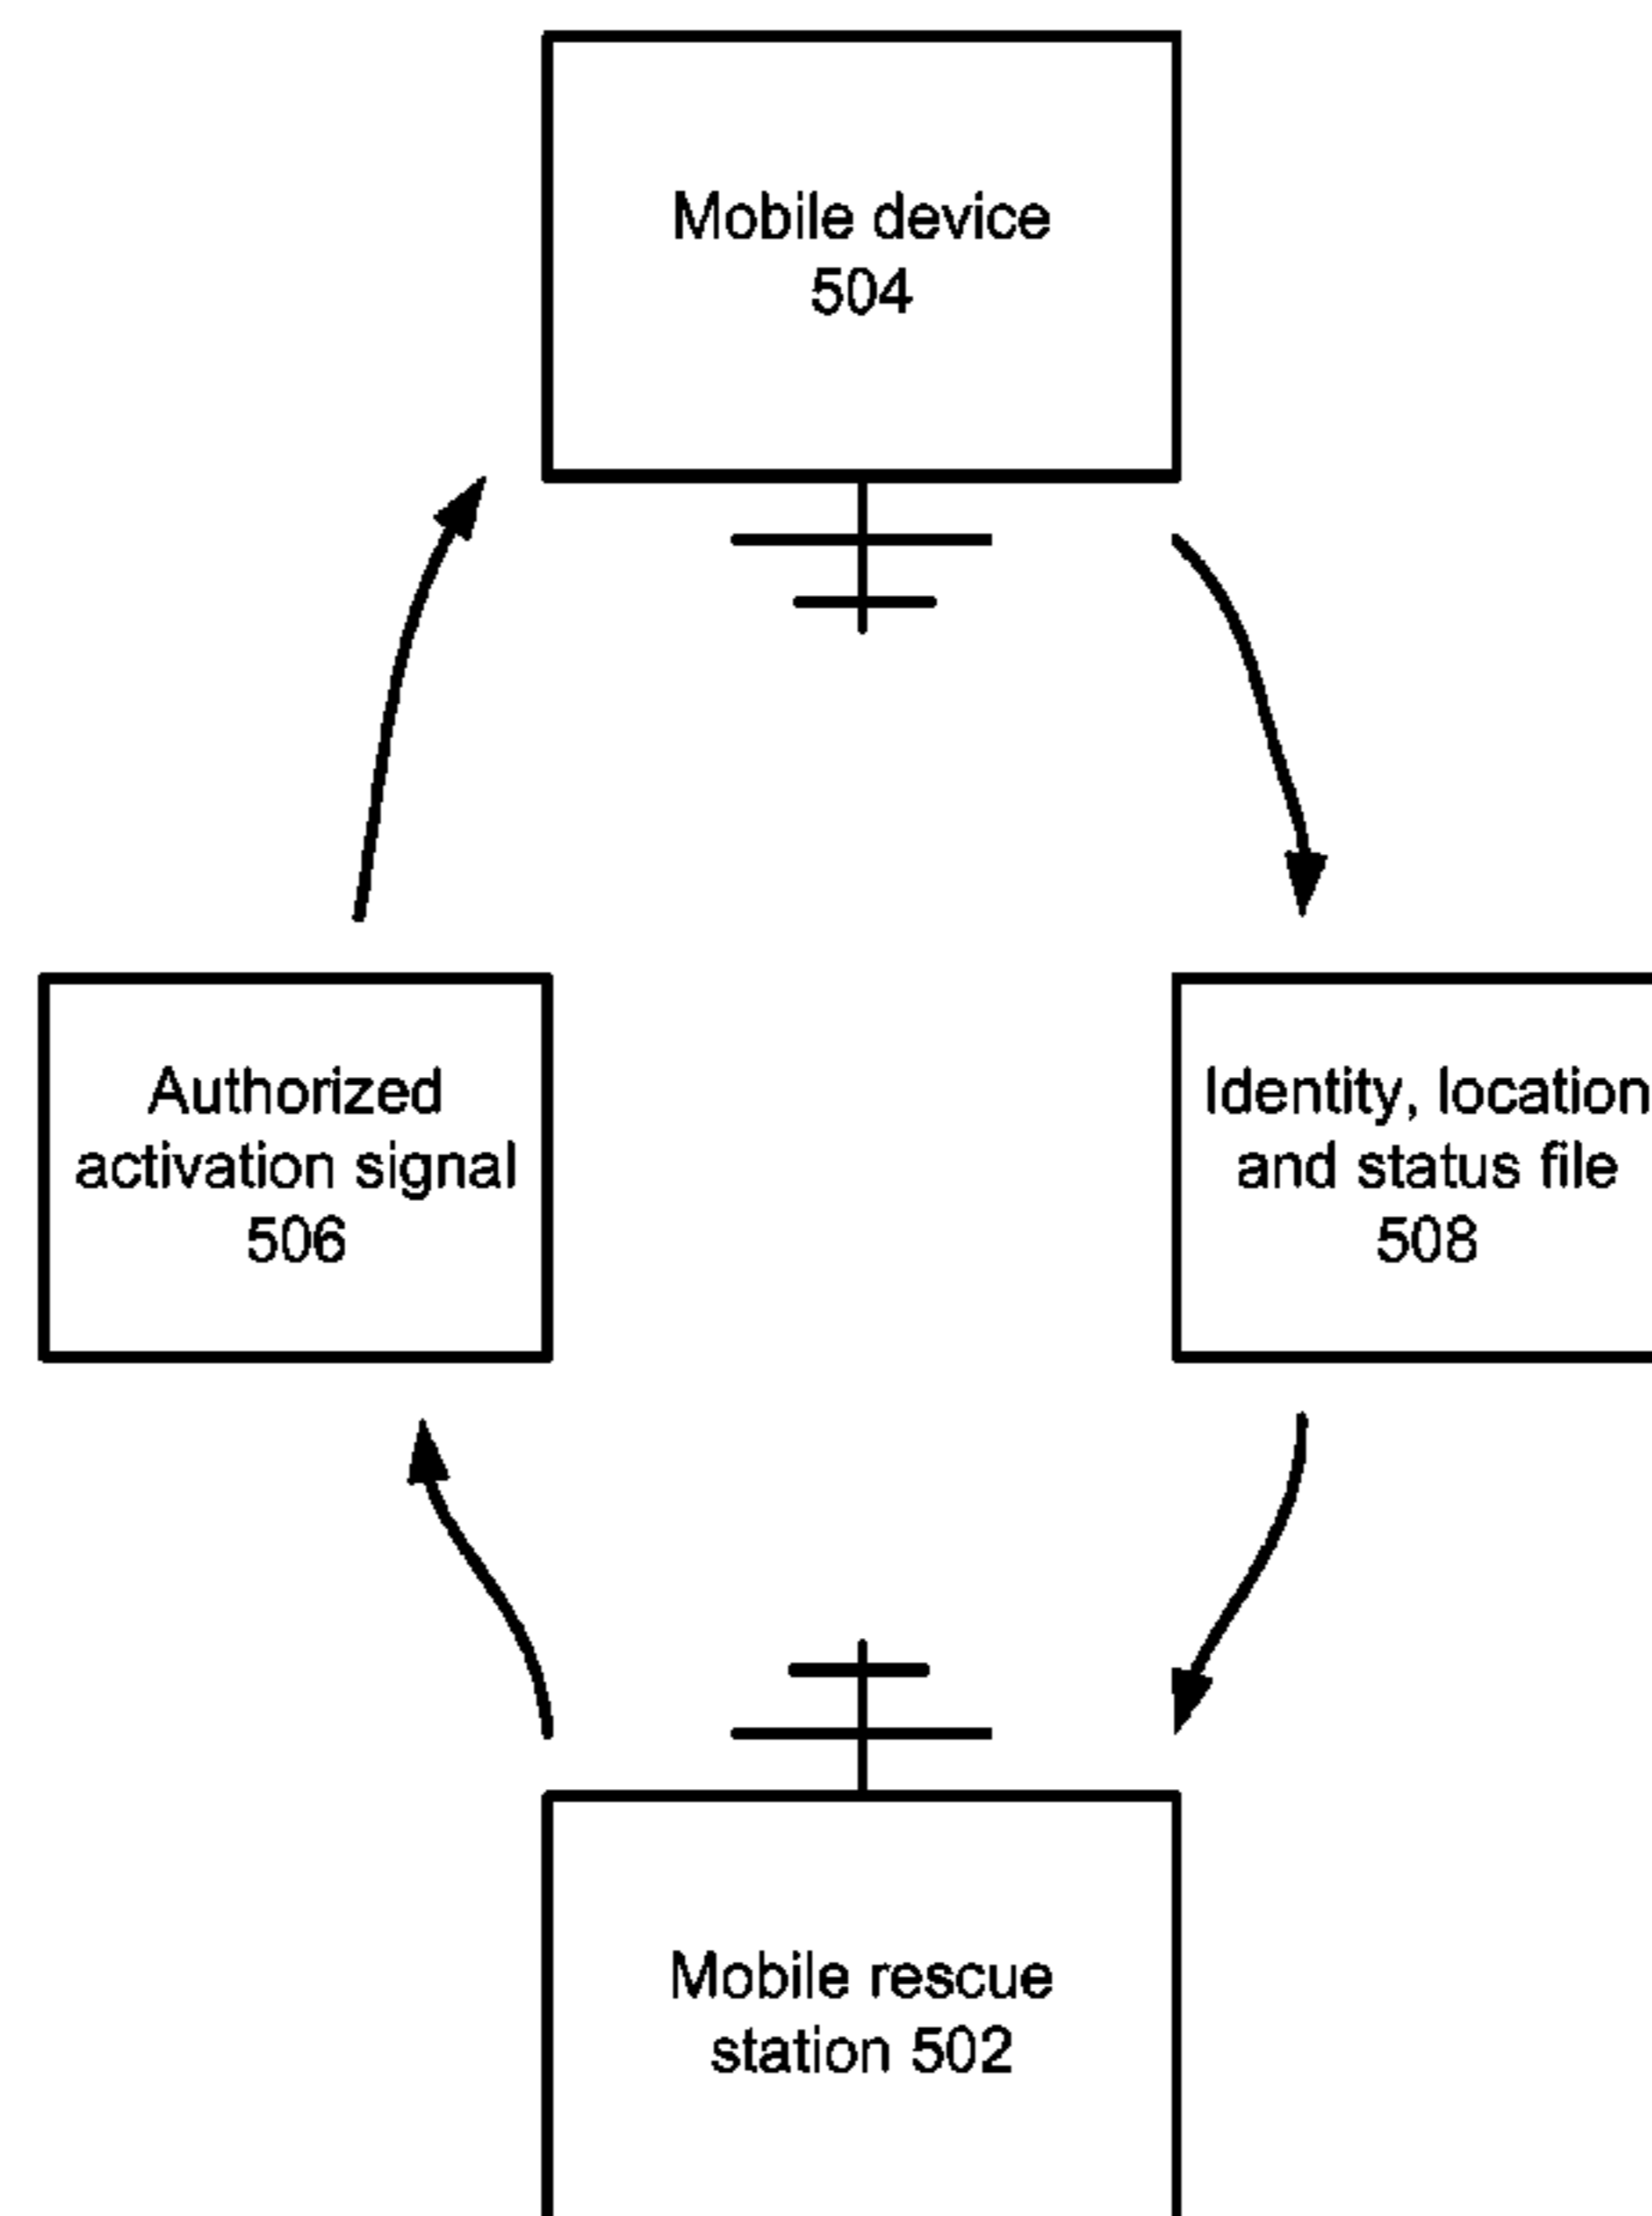 Mobile device
504
Authorized
activation signal
506
Identity, location
and status file
508
Mobile rescue
station 502